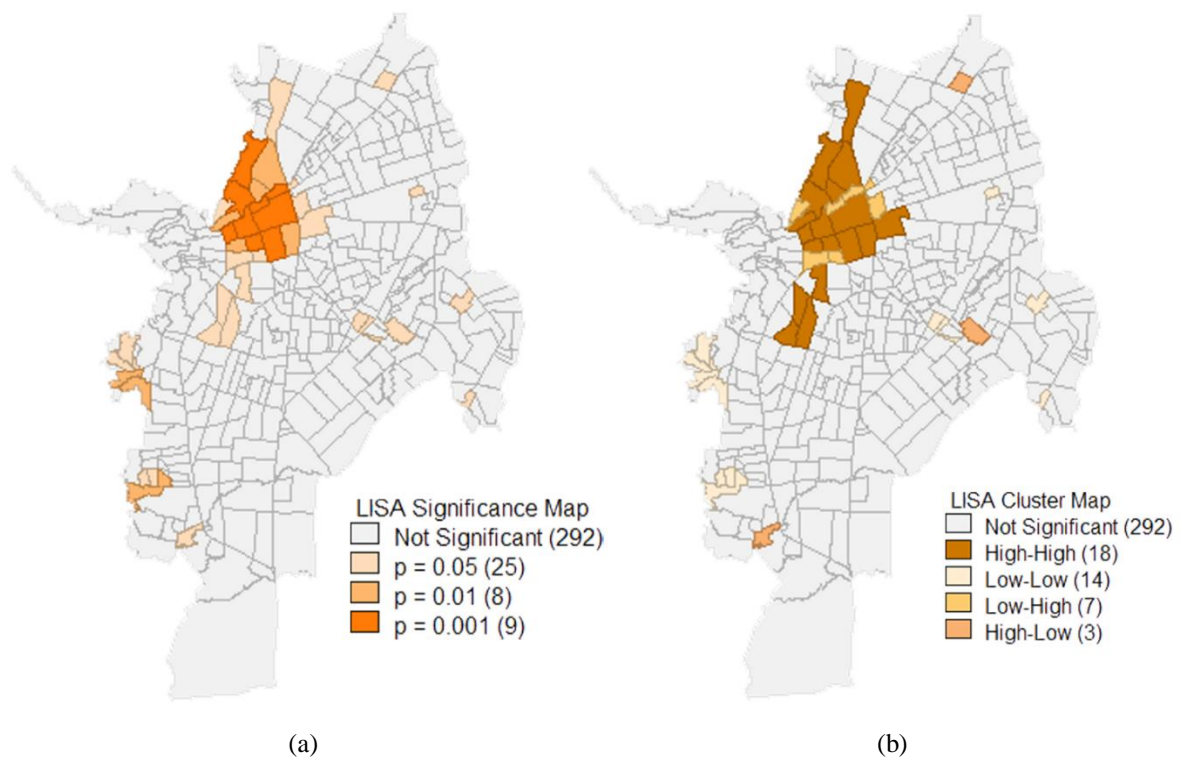 LISA Significance Map
Not Significant (292)
p = 0.05 (25)
p = 0.01 (8)
p = 0.001 (9)
LISA Cluster Map
Not Significant (292)
High-High (18)
Low-Low (14)
Low-High (7)
High-Low (3)
(a)
(b)